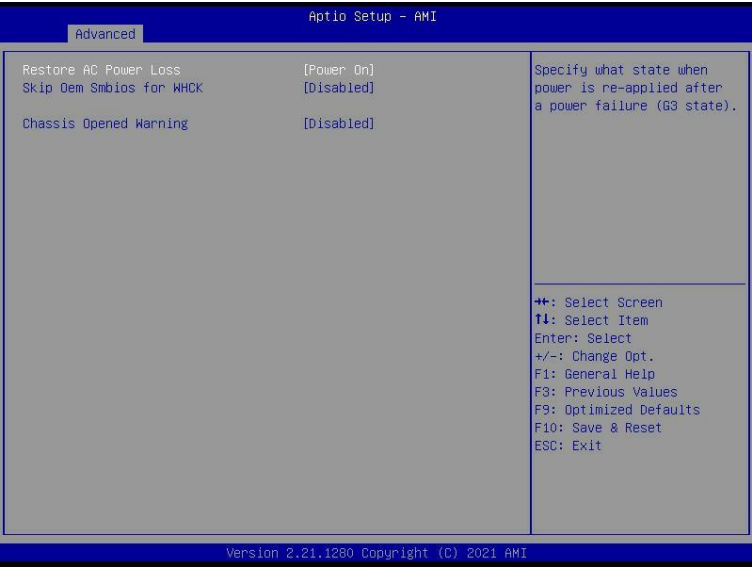 Aptio Setup – AMI
Advanced
Restore AC Power Loss [Power On]
Skip Oem Smbios for WHCK [Disabled]
Chassis Opened Warning [Disabled]
Specify what state when
power is re-applied after
a power failure (G3 state).
→←: Select Screen
↑↓: Select Item
Enter: Select
+/-: Change Opt.
F1: General Help
F3: Previous Values
F9: Optimized Defaults
F10: Save & Reset
ESC: Exit
Version 2.21.1280 Copyright (C) 2021 AMI